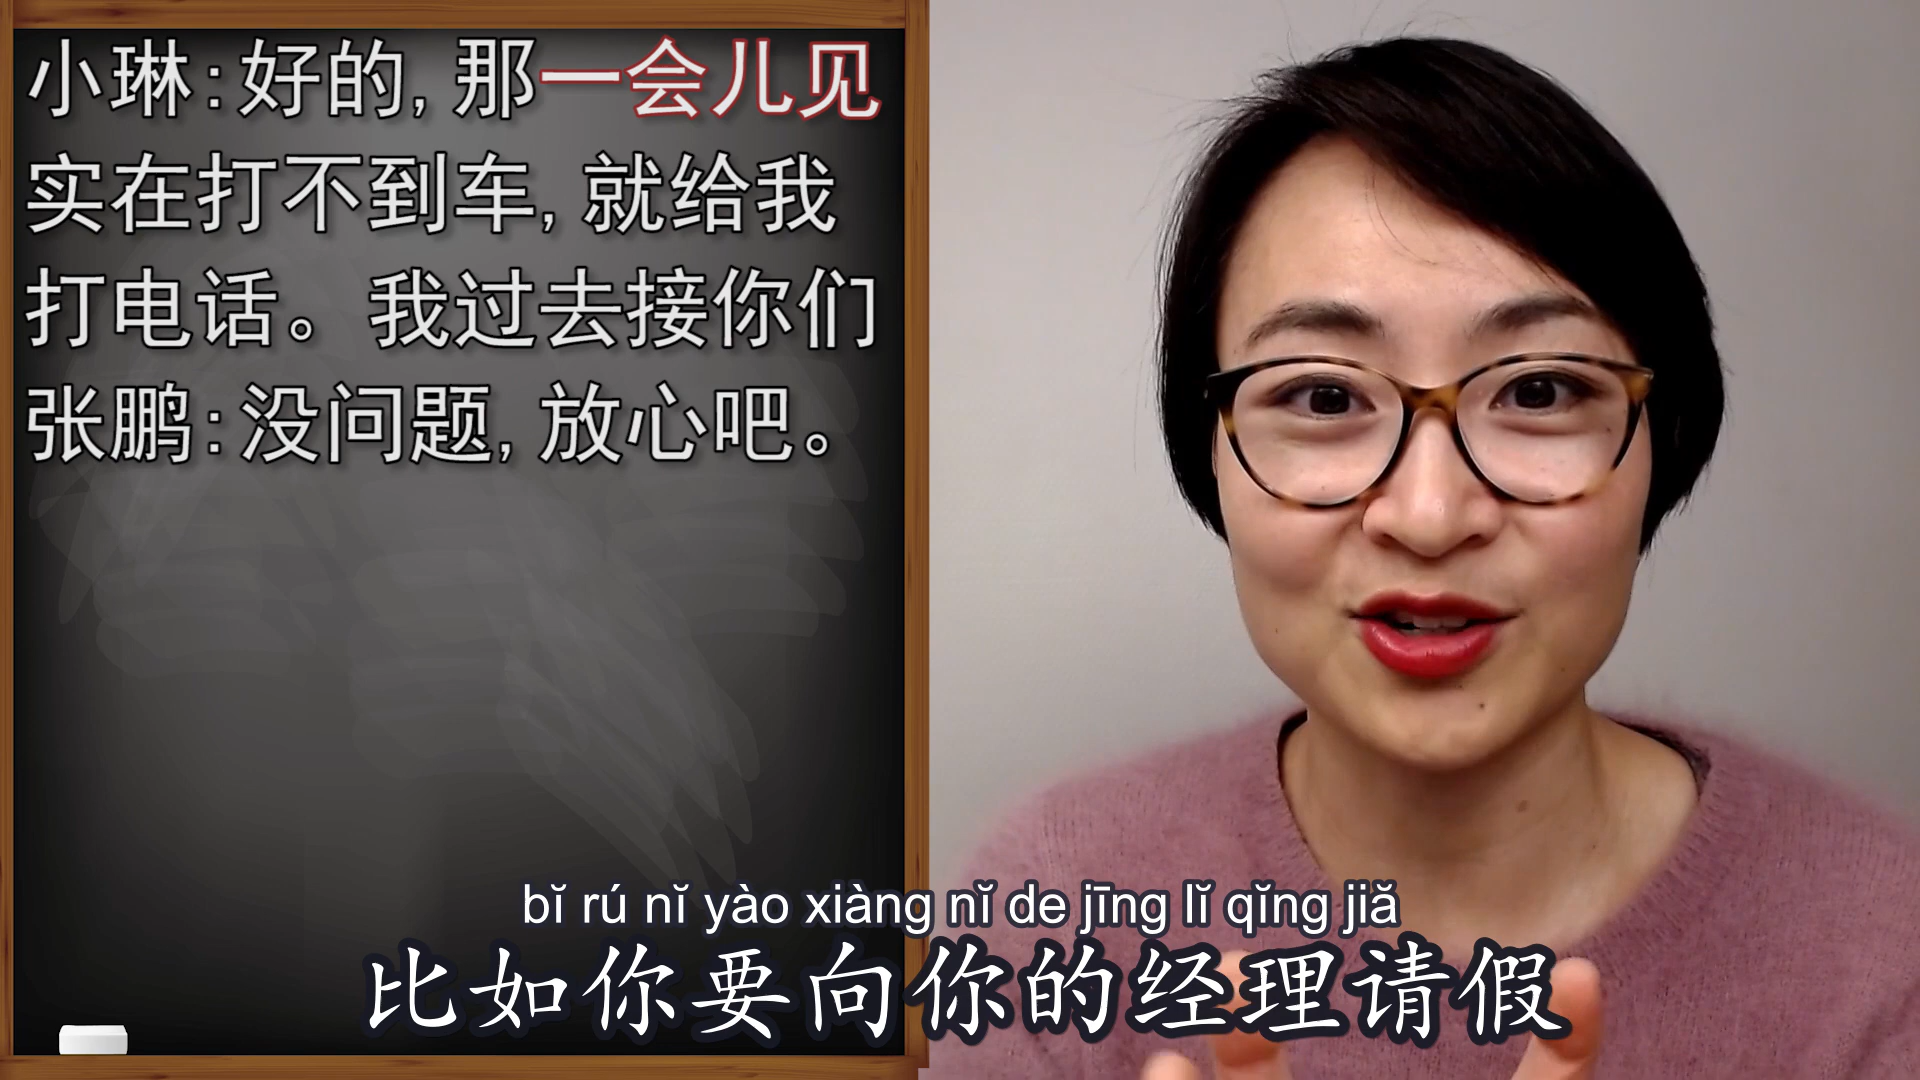 小琳:好的,那一会儿见
实在打不到车,就给我
打电话。我过去接你们
张鹏:没问题,放心吧。
bǐ rú nǐ yào xiàng nǐ de jīng lǐ qǐng jiǎ
比如你要向你的经理请假